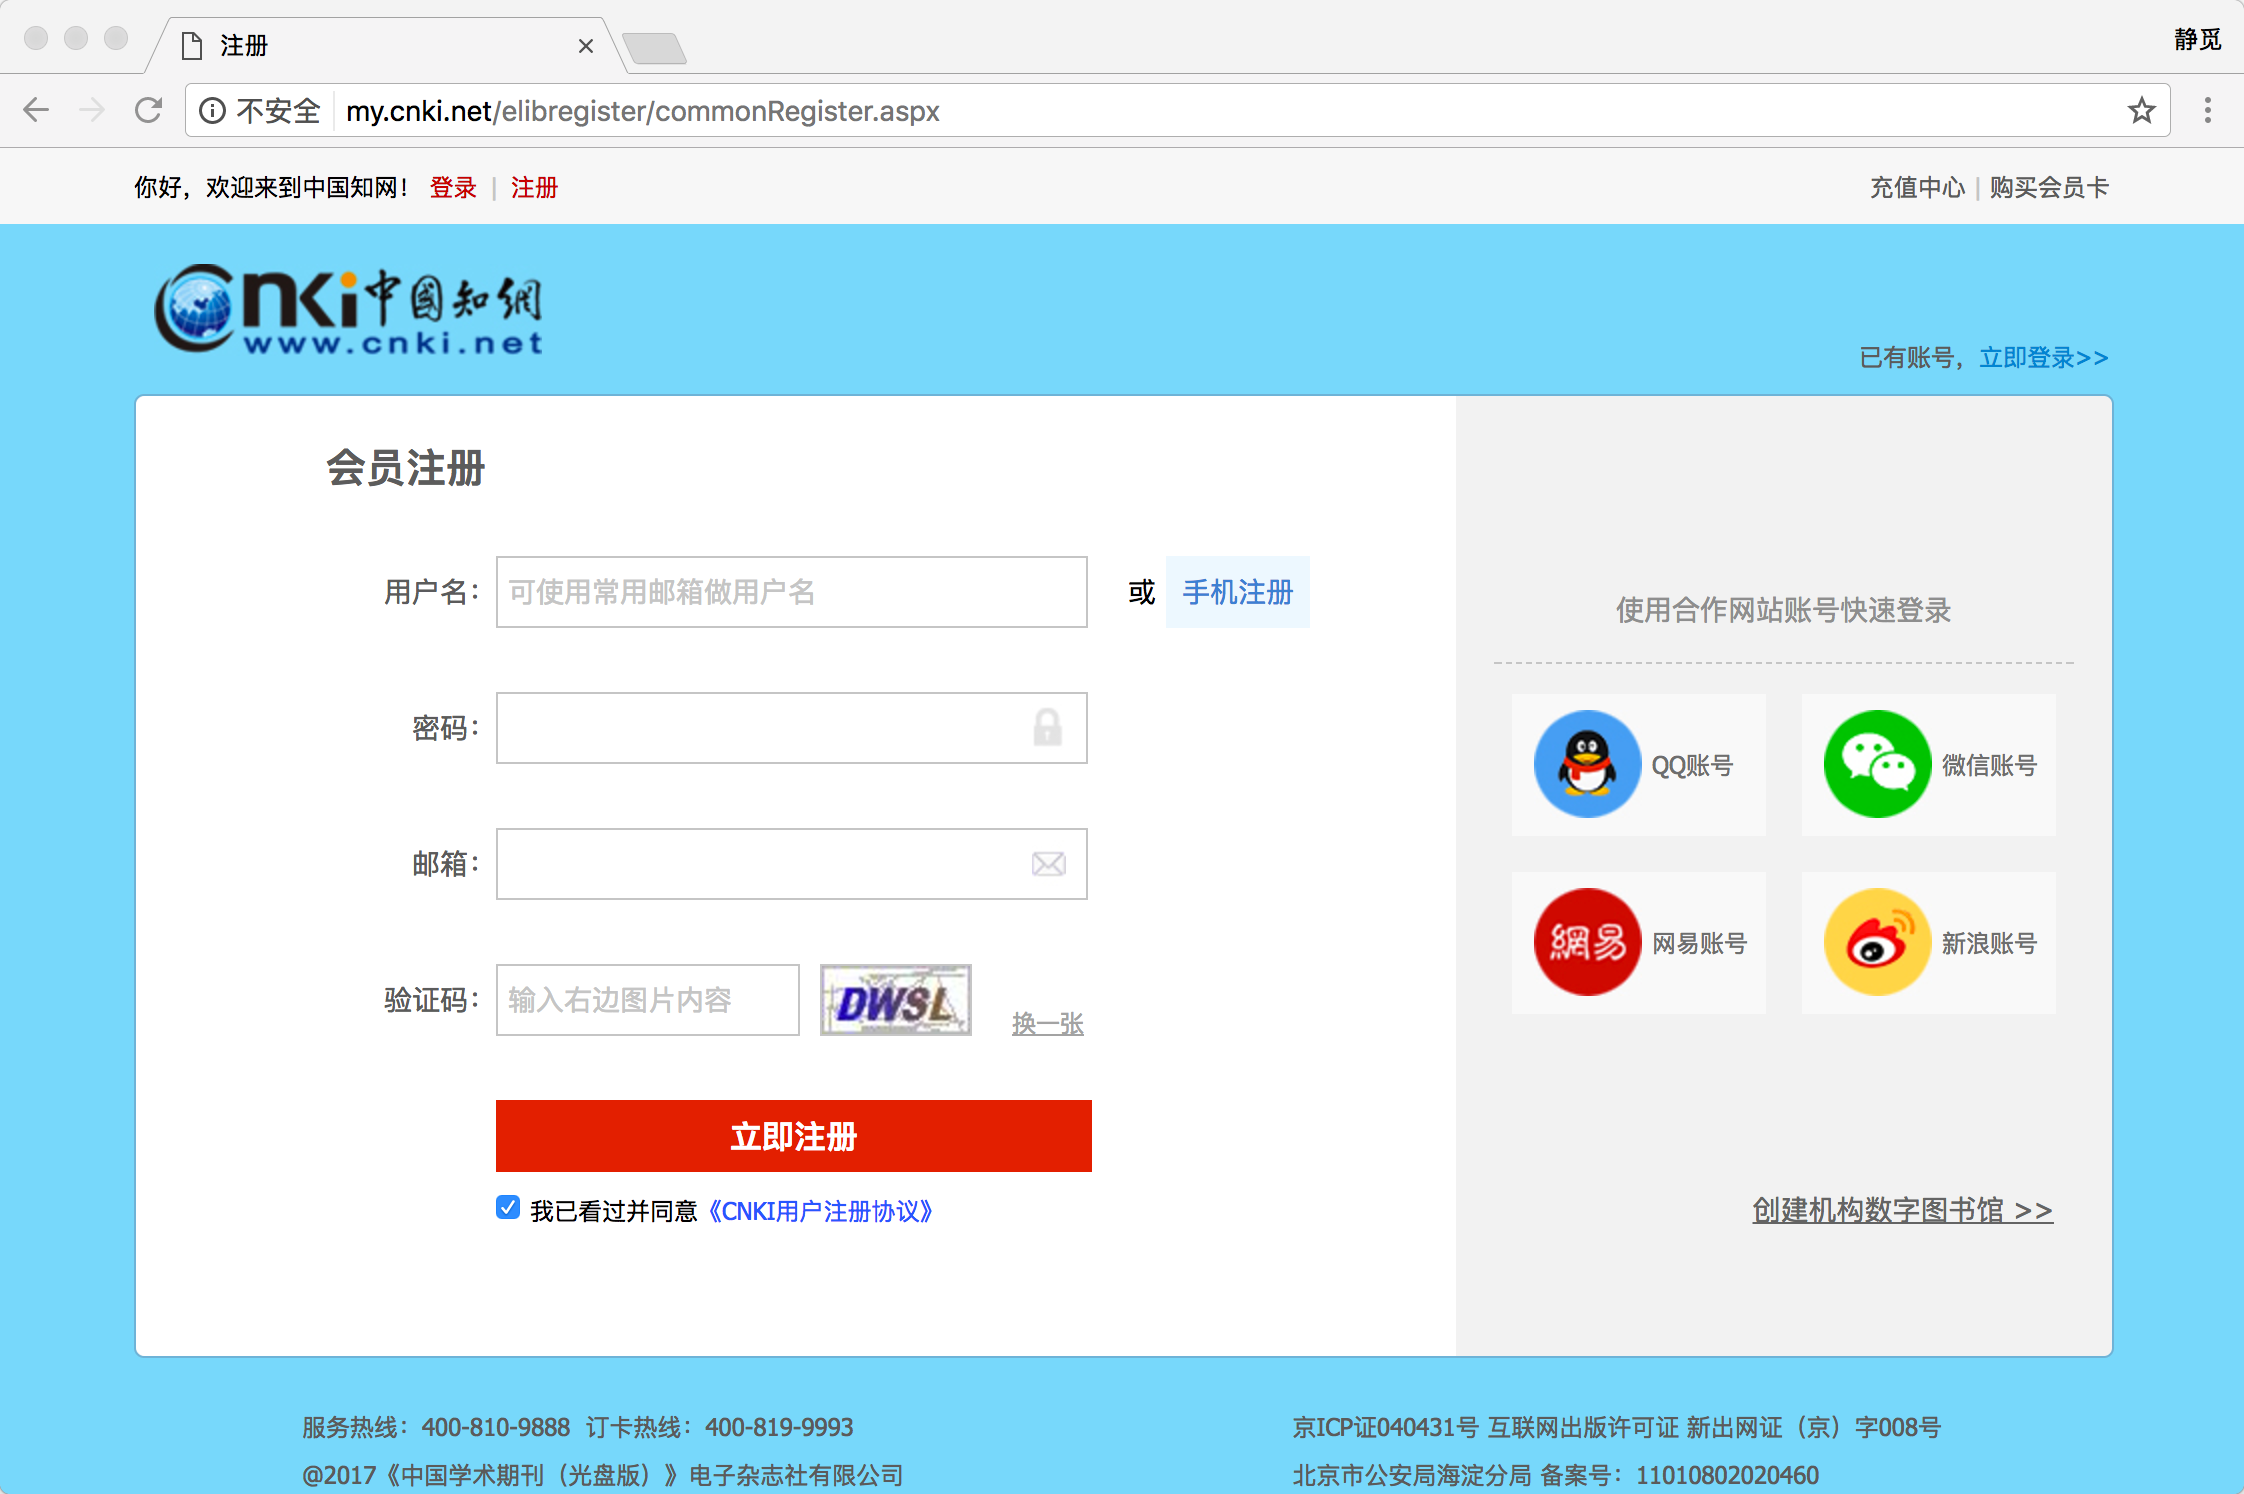 注册
静觅
不安全 my.cnki.net/elibregister/commonRegister.aspx
你好，欢迎来到中国知网！ 登录 | 注册
充值中心 | 购买会员卡
cnki中國知網
www.cnki.net
已有账号，立即登录>>
会员注册
用户名： 可使用常用邮箱做用户名 或 手机注册
密码：
邮箱：
验证码： 输入右边图片内容 DWSL 换一张
立即注册
我已看过并同意《CNKI用户注册协议》
使用合作网站账号快速登录
QQ账号 微信账号
網易 网易账号 新浪账号
创建机构数字图书馆 >>
服务热线：400-810-9888 订卡热线：400-819-9993
@2017《中国学术期刊（光盘版）》电子杂志社有限公司
京ICP证040431号 互联网出版许可证 新出网证（京）字008号
北京市公安局海淀分局 备案号：11010802020460